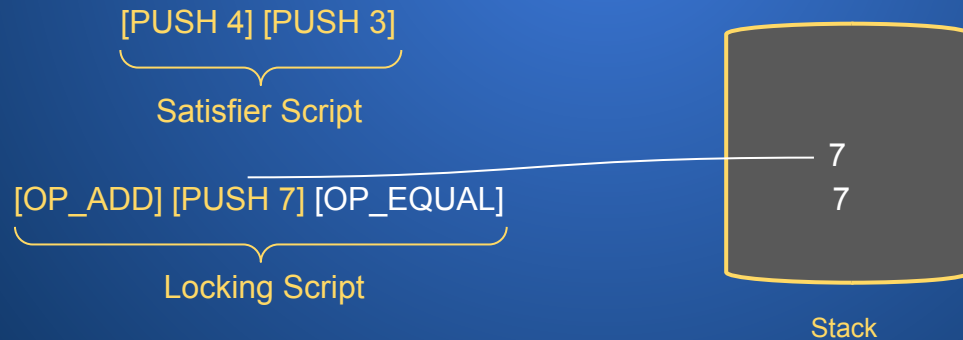 [PUSH 4] [PUSH 3]
Satisfier Script
7
[OP_ADD] [PUSH 7] [OP_EQUAL]
7
Locking Script
Stack